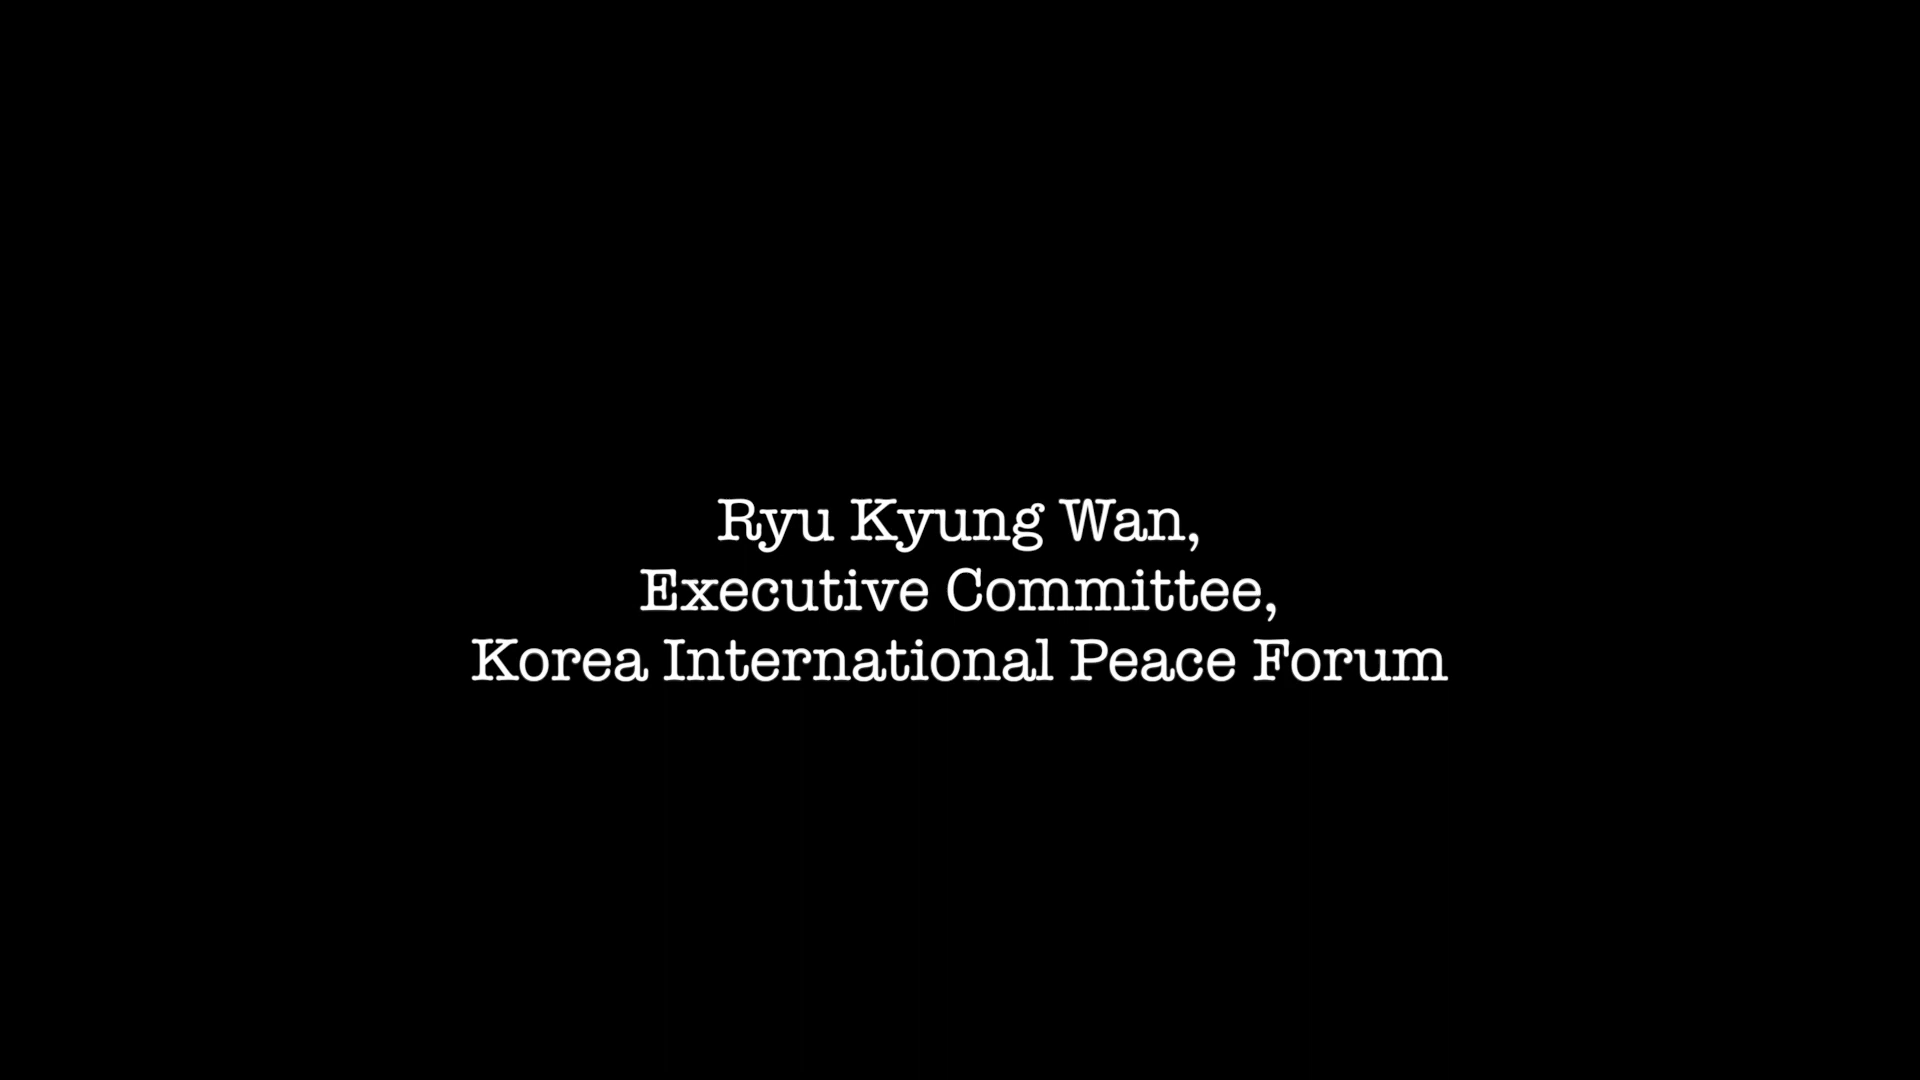 Ryu Kyung Wan,
Executive Committee,
Korea International Peace Forum